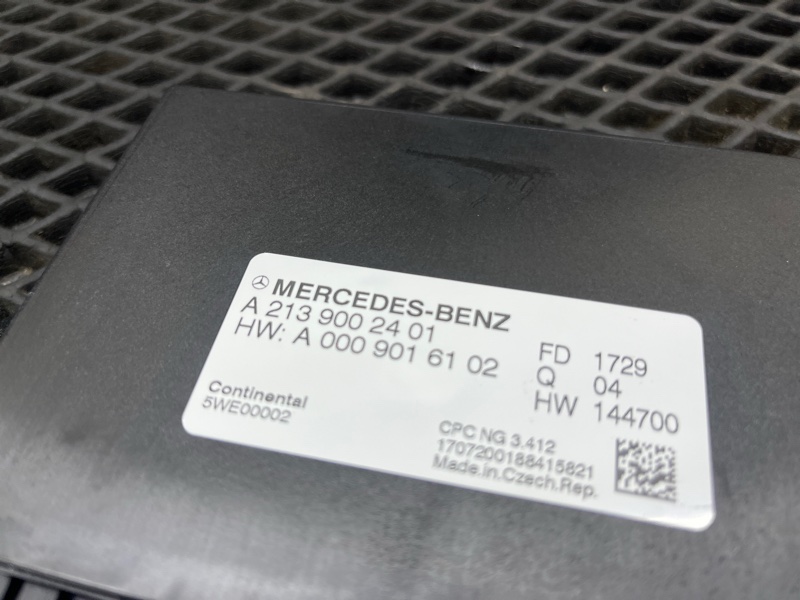 MERCEDES-BENZ
A 213 900 24 01
HW: A 000 901 61 02
FD 1729
Q 04
HW 144700
Continental
5WE00002
CPC NG 3.412
1707200188415821
Made.in.Czech.Rep.